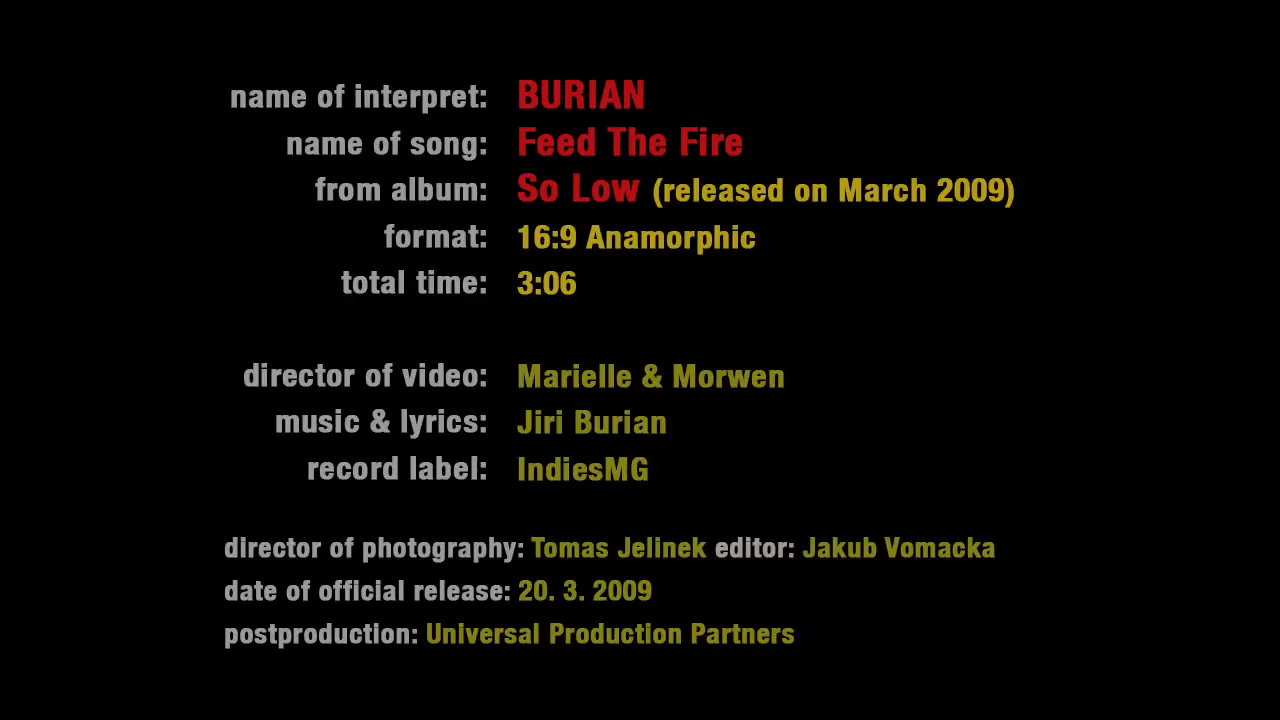 name of interpret: BURIAN
name of song: Feed The Fire
from album: So Low (released on March 2009)
format: 16:9 Anamorphic
total time: 3:06
director of video: Marielle & Morwen
music & lyrics: Jiri Burian
record label: IndiesMG
director of photography: Tomas Jelinek editor: Jakub Vomacka
date of official release: 20. 3. 2009
postproduction: Universal Production Partners